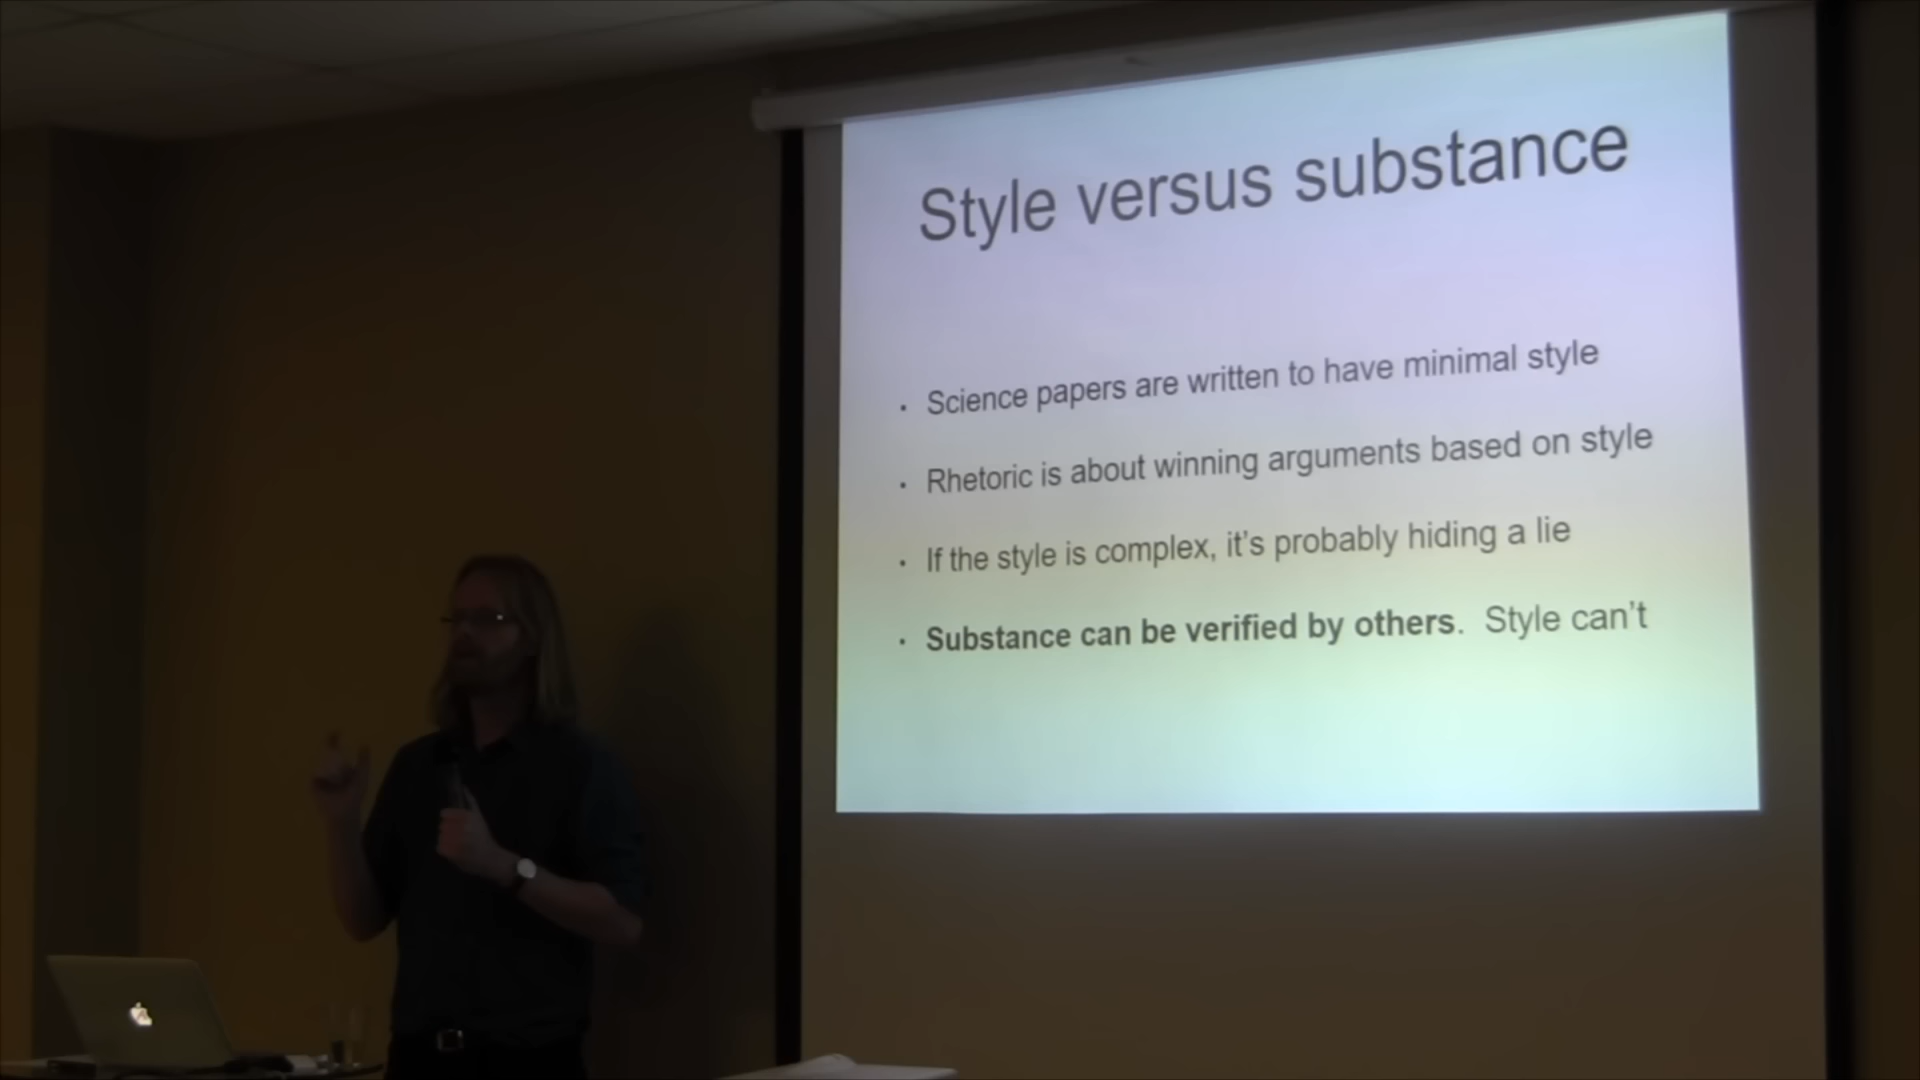 Style versus substance
· Science papers are written to have minimal style
· Rhetoric is about winning arguments based on style
· If the style is complex, it's probably hiding a lie
· Substance can be verified by others. Style can't